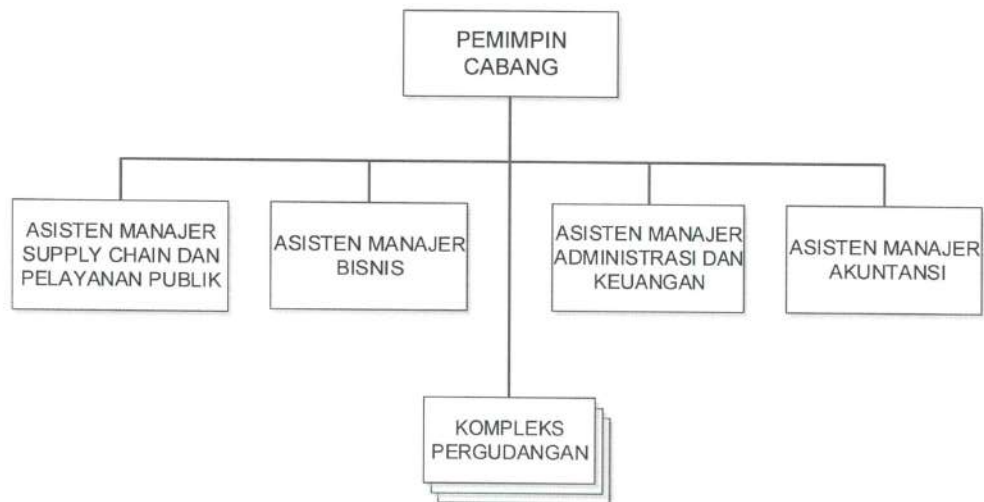 PEMIMPIN
CABANG
ASISTEN MANAJER
SUPPLY CHAIN DAN
PELAYANAN PUBLIK
ASISTEN MANAJER
BISNIS
ASISTEN MANAJER
ADMINISTRASI DAN
KEUANGAN
ASISTEN MANAJER
AKUNTANSI
KOMPLEKS
PERGUDANGAN